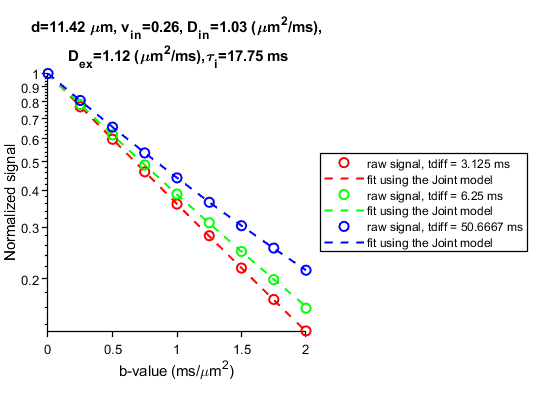 d=11.42 μm, v_in=0.26, D_in=1.03 (μm²/ms),
D_ex=1.12 (μm²/ms),τ_i=17.75 ms
Normalized signal
1
0.9
0.8
0.7
0.6
0.5
0.4
0.3
0.2
0
0.5
1
1.5
2
b-value (ms/μm²)
raw signal, tdiff = 3.125 ms
fit using the Joint model
raw signal, tdiff = 6.25 ms
fit using the Joint model
raw signal, tdiff = 50.6667 ms
fit using the Joint model